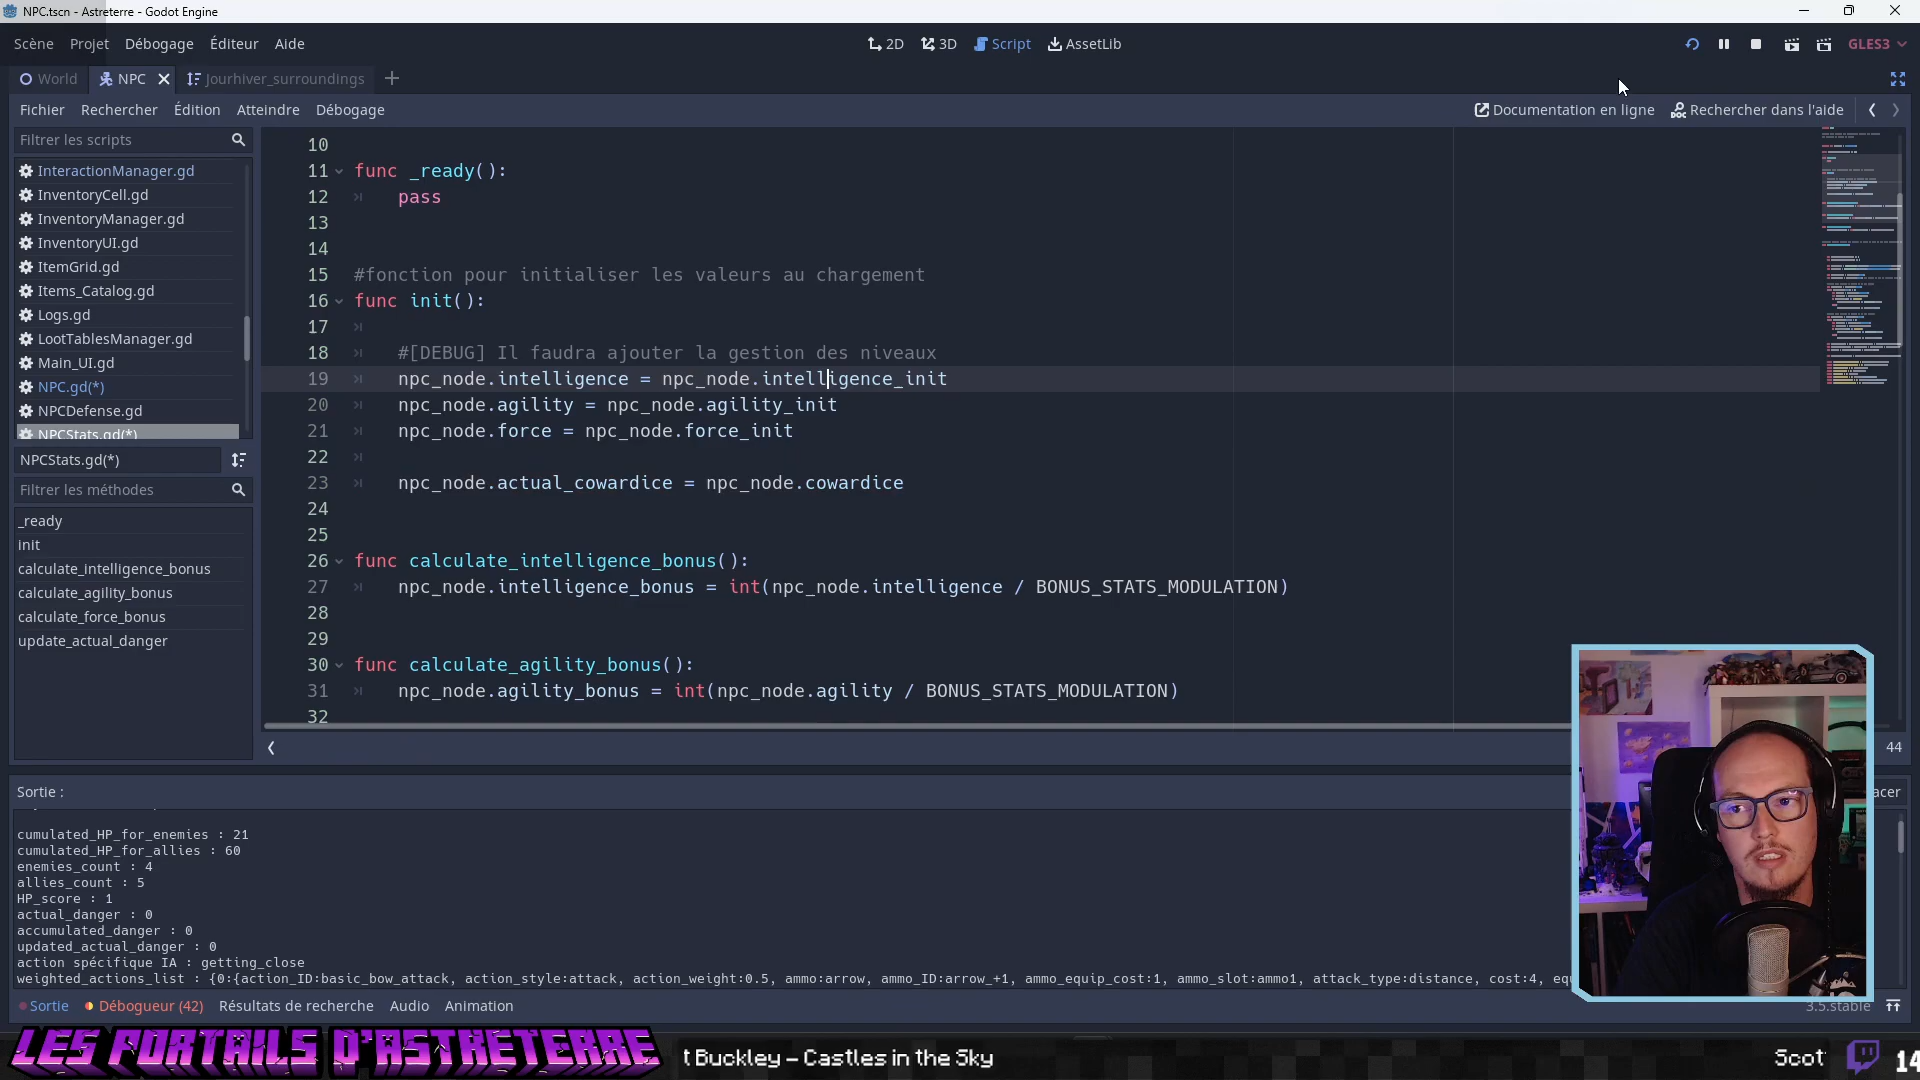 NPC.tscn - Astreterre - Godot Engine
Scène Projet Débogage Éditeur Aide 2D 3D Script AssetLib GLES3
World NPC Jourhiver_surroundings
Fichier Rechercher Édition Atteindre Débogage Documentation en ligne Rechercher dans l'aide
Filtrer les scripts
InteractionManager.gd
InventoryCell.gd
InventoryManager.gd
InventoryUI.gd
ItemGrid.gd
Items_Catalog.gd
Logs.gd
LootTablesManager.gd
Main_UI.gd
NPC.gd(*)
NPCDefense.gd
NPCStats.gd(*)
NPCStats.gd(*)
Filtrer les méthodes
_ready
init
calculate_intelligence_bonus
calculate_agility_bonus
calculate_force_bonus
update_actual_danger
10
11 func _ready():
12 pass
13
14
15 #fonction pour initialiser les valeurs au chargement
16 func init():
17
18 #[DEBUG] Il faudra ajouter la gestion des niveaux
19 npc_node.intelligence = npc_node.intelligence_init
20 npc_node.agility = npc_node.agility_init
21 npc_node.force = npc_node.force_init
22
23 npc_node.actual_cowardice = npc_node.cowardice
24
25
26 func calculate_intelligence_bonus():
27 npc_node.intelligence_bonus = int(npc_node.intelligence / BONUS_STATS_MODULATION)
28
29
30 func calculate_agility_bonus():
31 npc_node.agility_bonus = int(npc_node.agility / BONUS_STATS_MODULATION)
32
44
Sortie :
acer
cumulated_HP_for_enemies : 21
cumulated_HP_for_allies : 60
enemies_count : 4
allies_count : 5
HP_score : 1
actual_danger : 0
accumulated_danger : 0
updated_actual_danger : 0
action spécifique IA : getting_close
weighted_actions_list : {0:{action_ID:basic_bow_attack, action_style:attack, action_weight:0.5, ammo:arrow, ammo_ID:arrow_+1, ammo_equip_cost:1, ammo_slot:ammo1, attack_type:distance, cost:4, eq
Sortie Débogueur (42) Résultats de recherche Audio Animation 3.5.stable
LES PORTAILS D'ASTRETERRE t Buckley – Castles in the Sky Scot 14